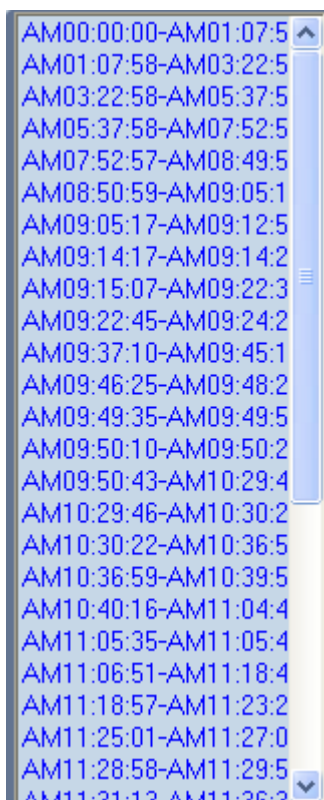 AM00:00:00-AM01:07:5
AM01:07:58-AM03:22:5
AM03:22:58-AM05:37:5
AM05:37:58-AM07:52:5
AM07:52:57-AM08:49:5
AM08:50:59-AM09:05:1
AM09:05:17-AM09:12:5
AM09:14:17-AM09:14:2
AM09:15:07-AM09:22:3
AM09:22:45-AM09:24:2
AM09:37:10-AM09:45:1
AM09:46:25-AM09:48:2
AM09:49:35-AM09:49:5
AM09:50:10-AM09:50:2
AM09:50:43-AM10:29:4
AM10:29:46-AM10:30:2
AM10:30:22-AM10:36:5
AM10:36:59-AM10:39:5
AM10:40:16-AM11:04:4
AM11:05:35-AM11:05:4
AM11:06:51-AM11:18:4
AM11:18:57-AM11:23:2
AM11:25:01-AM11:27:0
AM11:28:58-AM11:29:5